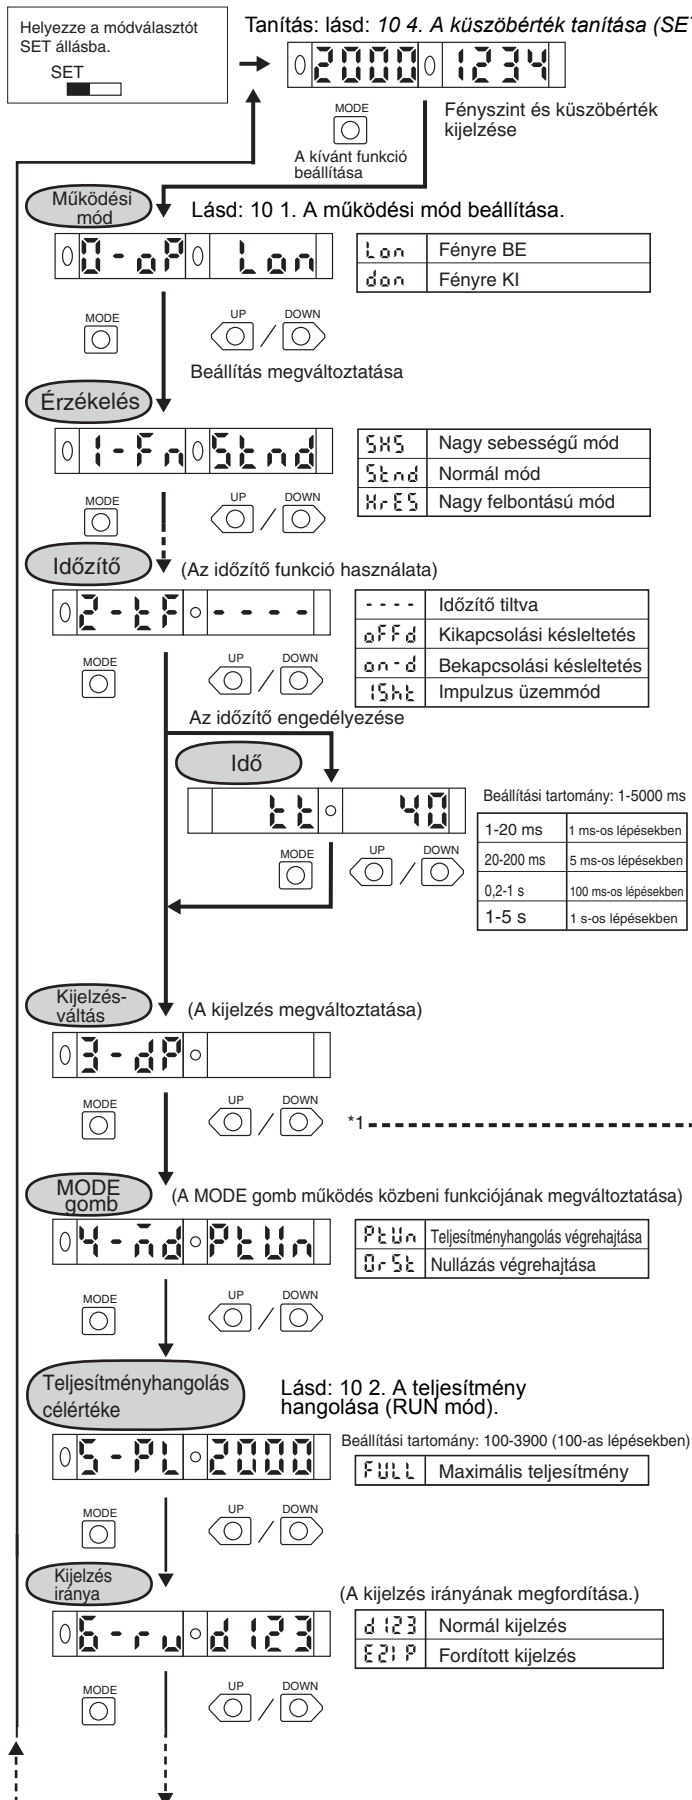 Helyezze a módválasztót
SET állásba.
SET
Tanítás: lásd: 10 4. A küszöbérték tanítása (SE
2000 1234
MODE
Fényszint és küszöbérték
kijelzése
A kívánt funkció
beállítása
Működési
mód
Lásd: 10 1. A működési mód beállítása.
0-oP Lon
Lon Fényre BE
don Fényre KI
MODE UP / DOWN
Beállítás megváltoztatása
Érzékelés
1-Fn Stnd
SHS Nagy sebességű mód
Stnd Normál mód
HrES Nagy felbontású mód
MODE UP / DOWN
Időzítő
(Az időzítő funkció használata)
2-tF - - - -
- - - - Időzítő tiltva
oFFd Kikapcsolási késleltetés
on-d Bekapcsolási késleltetés
1Sht Impulzus üzemmód
MODE UP / DOWN
Az időzítő engedélyezése
Idő
tt 40
Beállítási tartomány: 1-5000 ms
1-20 ms 1 ms-os lépésekben
20-200 ms 5 ms-os lépésekben
0,2-1 s 100 ms-os lépésekben
1-5 s 1 s-os lépésekben
MODE UP / DOWN
Kijelzés-
váltás
(A kijelzés megváltoztatása)
3-dP
MODE UP / DOWN *1
MODE
gomb
(A MODE gomb működés közbeni funkciójának megváltoztatása)
4-md PtUn
PtUn Teljesítményhangolás végrehajtása
0rSt Nullázás végrehajtása
MODE UP / DOWN
Teljesítményhangolás
célértéke
Lásd: 10 2. A teljesítmény
hangolása (RUN mód).
5-PL 2000
Beállítási tartomány: 100-3900 (100-as lépésekben)
FULL Maximális teljesítmény
MODE UP / DOWN
Kijelzés
iránya
(A kijelzés irányának megfordítása.)
6-ru d123
d123 Normál kijelzés
E21P Fordított kijelzés
MODE UP / DOWN